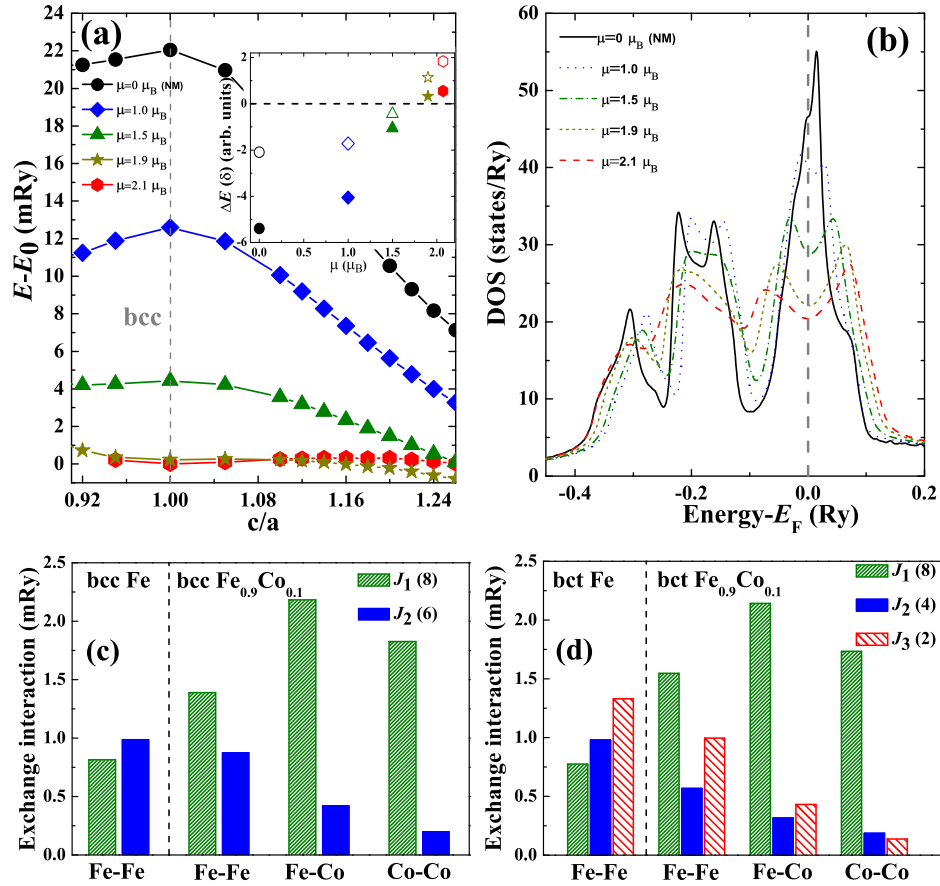 (a)
E-E0 (mRy)
24
22
20
18
16
14
12
10
8
6
4
2
0
μ=0 μB (NM)
μ=1.0 μB
μ=1.5 μB
μ=1.9 μB
μ=2.1 μB
bcc
0.92
1.00
1.08
1.16
1.24
c/a
ΔE (δ) (arb. units)
2
0
-2
-4
-6
0.0
0.5
1.0
1.5
2.0
μ (μB)
(b)
DOS (states/Ry)
60
50
40
30
20
10
0
μ=0 μB (NM)
μ=1.0 μB
μ=1.5 μB
μ=1.9 μB
μ=2.1 μB
-0.4
-0.2
0.0
0.2
Energy-EF (Ry)
(c)
Exchange interaction (mRy)
2.5
2.0
1.5
1.0
0.5
0.0
bcc Fe
bcc Fe0.9Co0.1
J1 (8)
J2 (6)
Fe-Fe
Fe-Fe
Fe-Co
Co-Co
(d)
Exchange interaction (mRy)
2.5
2.0
1.5
1.0
0.5
0.0
bct Fe
bct Fe0.9Co0.1
J1 (8)
J2 (4)
J3 (2)
Fe-Fe
Fe-Fe
Fe-Co
Co-Co